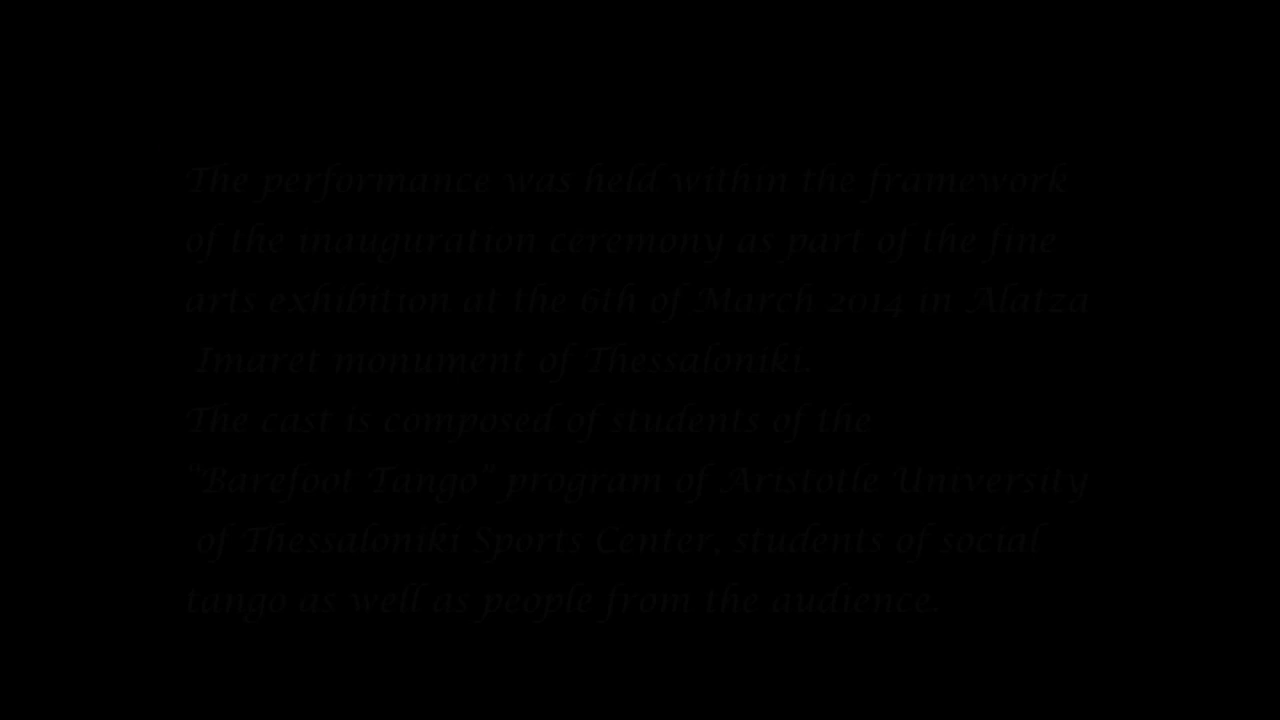 The performance was held within the framework
of the inauguration ceremony as part of the fine
arts exhibition at the 6th of March 2014 in Alatza
Imaret monument of Thessaloniki.
The cast is composed of students of the
"Barefoot Tango" program of Aristotle University
of Thessaloniki Sports Center, students of social
tango as well as people from the audience.